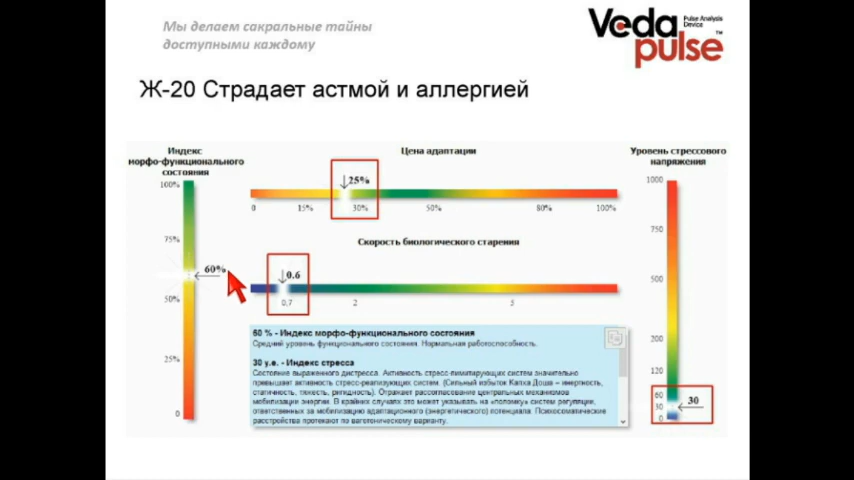 Мы делаем сакральные тайны
доступными каждому
Veda Pulse Analysis
Device
pulse ™
Ж-20 Страдает астмой и аллергией
Индекс
морфо-функционального
состояния
100%
75%
60%
50%
25%
0
Цена адаптации
25%
0 15% 30% 50% 80% 100%
Скорость биологического старения
0.6
0,7 2 3
Уровень стрессового
напряжения
1000
750
500
200
120
60
30
0
30
60 % - Индекс морфо-функционального состояния
Средний уровень функционального состояния. Нормальная работоспособность.
30 у.е. - Индекс стресса
Состояние выраженного дистресса. Активность стресс-лимитирующих систем значительно
превышает активность стресс-реализующих систем. (Сильный избыток Капха Доша – инертность,
статичность, тяжесть, ригидность). Отражает рассогласование центральных механизмов
мобилизации энергии. В крайних случаях это может указывать на «поломку» систем регуляции,
ответственных за мобилизацию адаптационного (энергетического) потенциала. Психосоматические
расстройства протекают по ваготоническому варианту.